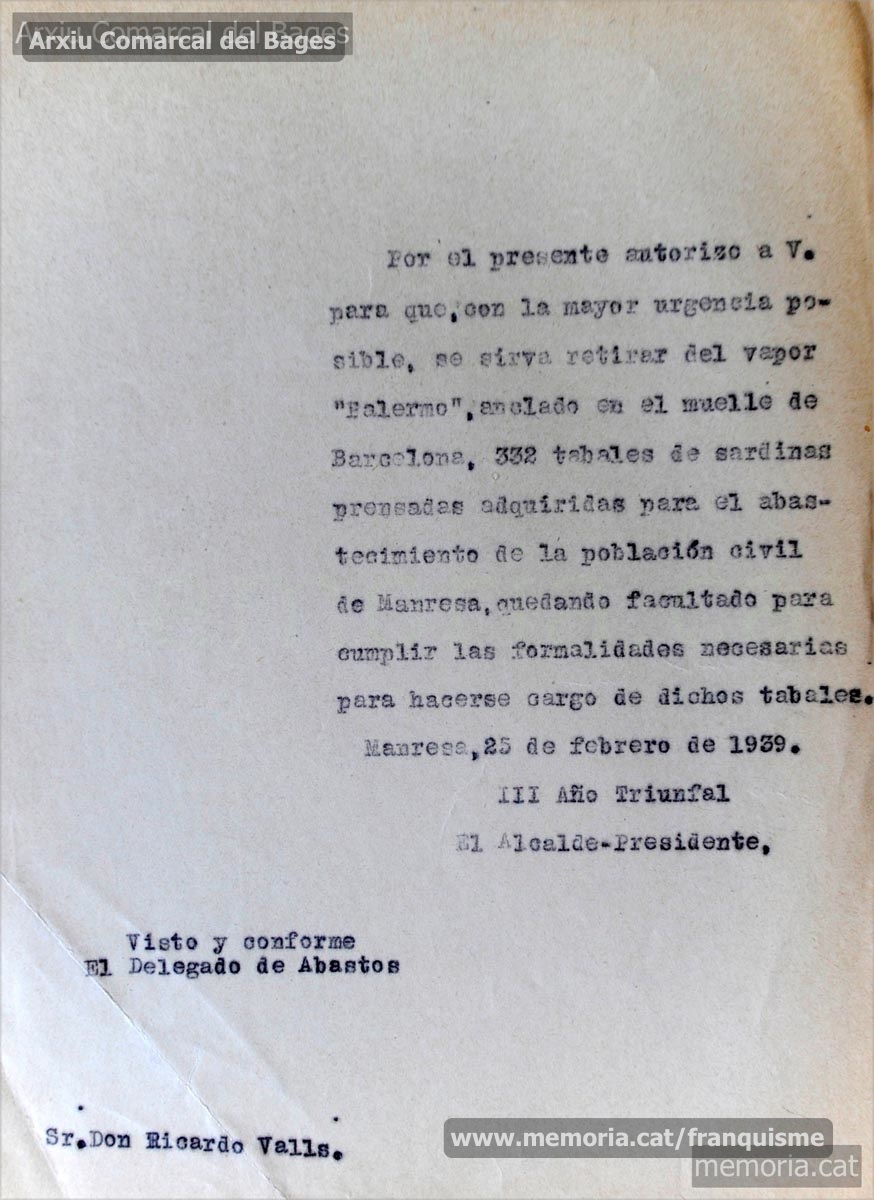 Arxiu Comarcal del Bages
Por el presente autorizo a V.
para que,con la mayor urgencia po-
sible, se sirva retirar del vapor
"Palermo",anclado en el muelle de
Barcelona, 332 tabales de sardinas
prensadas adquiridas para el abas-
tecimiento de la población civil
de Manresa,quedando facultado para
cumplir las formalidades necesarias
para hacerse cargo de dichos tabales.
Manresa,25 de febrero de 1939.
III Año Triunfal
El Alcalde-Presidente,
Visto y conforme
El Delegado de Abastos
Sr.Don Ricardo Valls.
www.memoria.cat/franquisme
memoria.cat